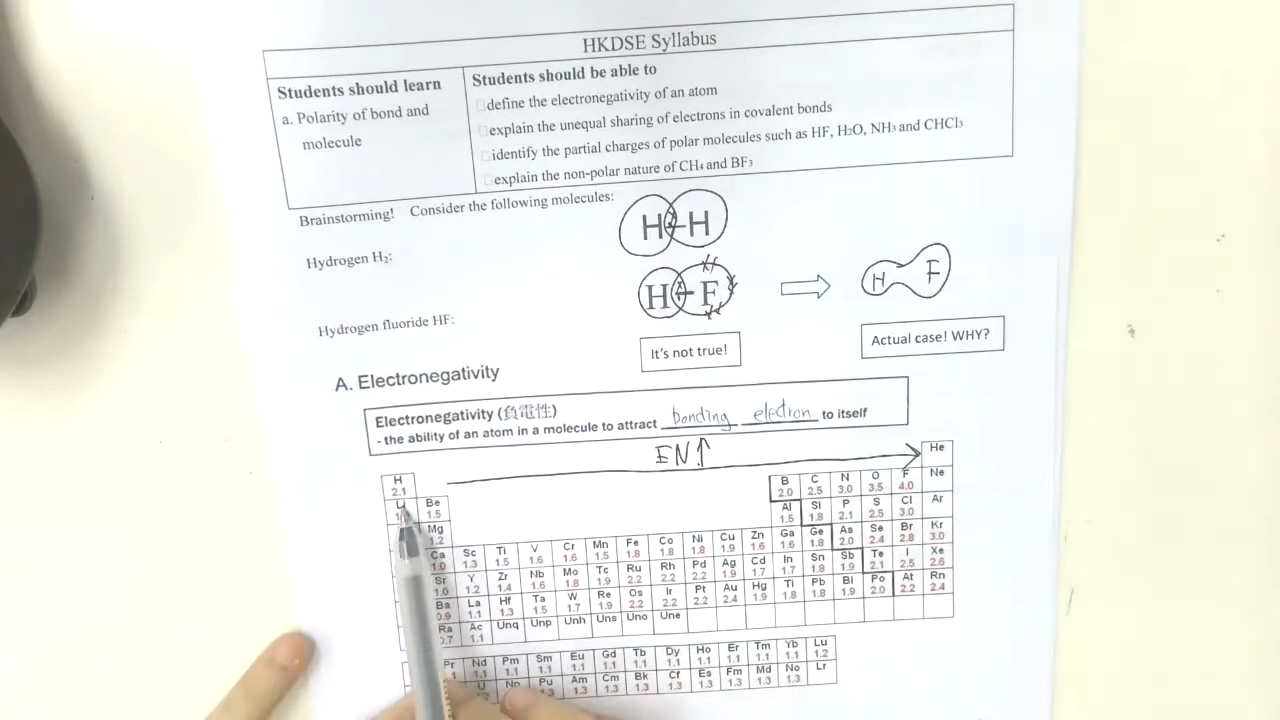 HKDSE Syllabus
Students should learn
a. Polarity of bond and
molecule
Students should be able to
define the electronegativity of an atom
explain the unequal sharing of electrons in covalent bonds
identify the partial charges of polar molecules such as HF, H₂O, NH₃ and CHCl₃
explain the non-polar nature of CH₄ and BF₃
Brainstorming! Consider the following molecules:
H-H
Hydrogen H₂:
H-F
H F
Hydrogen fluoride HF:
It's not true!
Actual case! WHY?
A. Electronegativity
Electronegativity (負電性)
- the ability of an atom in a molecule to attract bonding electron to itself
EN↑
H He
2.1
Li Be B C N O F Ne
1.5 2.0 2.5 3.0 3.5 4.0
Mg Al Si P S Cl Ar
1.2 1.5 1.8 2.1 2.5 3.0
Ca Sc Ti V Cr Mn Fe Co Ni Cu Zn Ga Ge As Se Br Kr
1.0 1.3 1.5 1.6 1.6 1.5 1.8 1.8 1.8 1.9 1.6 1.6 1.8 2.0 2.4 2.8 3.0
Sr Y Zr Nb Mo Tc Ru Rh Pd Ag Cd In Sn Sb Te I Xe
1.0 1.2 1.4 1.6 1.8 1.9 2.2 2.2 2.2 1.9 1.7 1.7 1.8 1.9 2.1 2.5 2.6
Ba La Hf Ta W Re Os Ir Pt Au Hg Tl Pb Bi Po At Rn
0.9 1.1 1.3 1.5 1.7 1.9 2.2 2.2 2.2 2.4 1.9 1.8 1.8 1.9 2.0 2.2 2.4
Ra Ac Unq Unp Unh Uns Uno Une
1.1
Pr Nd Pm Sm Eu Gd Tb Dy Ho Er Tm Yb Lu
1.1 1.1 1.1 1.1 1.1 1.1 1.1 1.1 1.1 1.1 1.1 1.2
U Np Pu Am Cm Bk Cf Es Fm Md No Lr
1.3 1.3 1.3 1.3 1.3 1.3 1.3 1.3 1.3